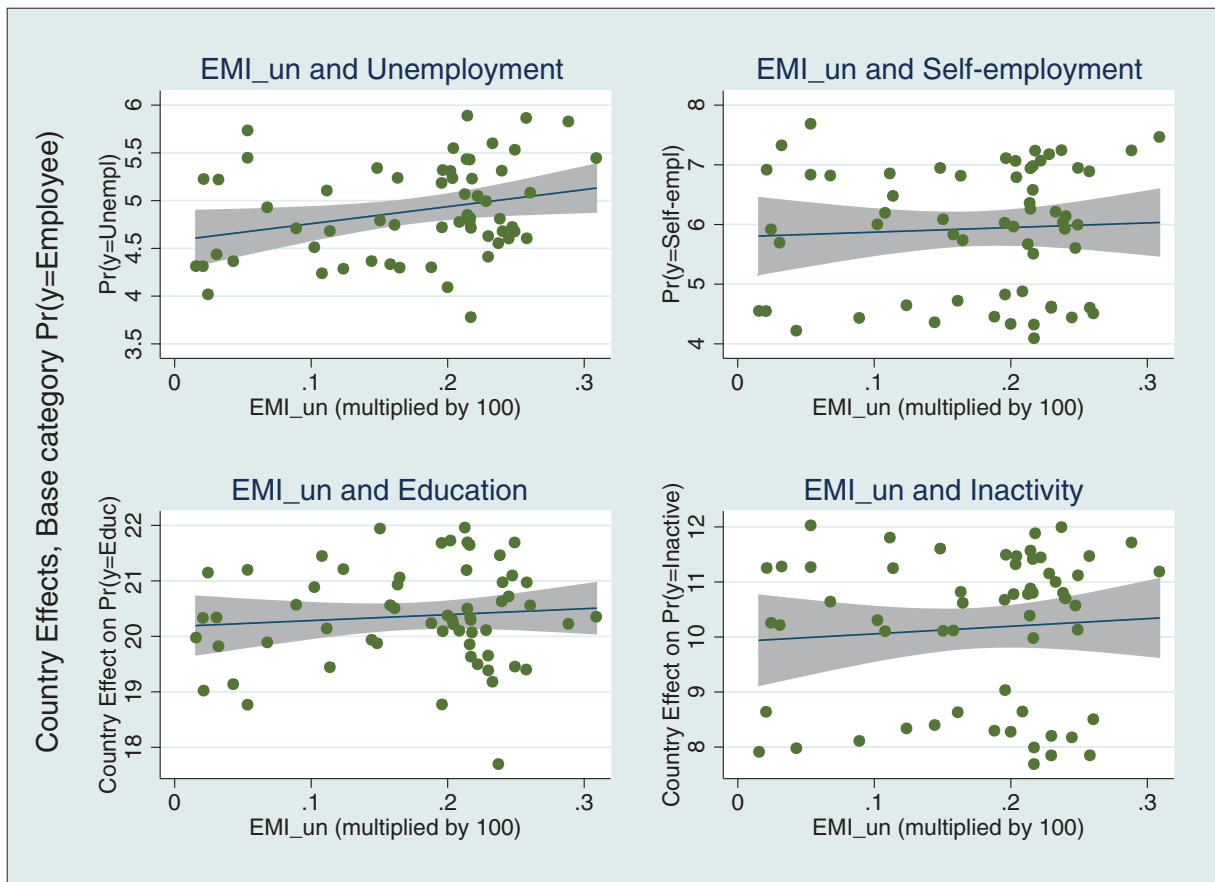 Country Effects, Base category Pr(y=Employee)
EMI_un and Unemployment
Pr(y=Unempl)
6
5.5
5
4.5
4
3.5
0 .1 .2 .3
EMI_un (multiplied by 100)
EMI_un and Self-employment
Pr(y=Self-empl)
8
7
6
5
4
0 .1 .2 .3
EMI_un (multiplied by 100)
EMI_un and Education
Country Effect on Pr(y=Educ)
22
21
20
19
18
0 .1 .2 .3
EMI_un (multiplied by 100)
EMI_un and Inactivity
Country Effect on Pr(y=Inactive)
12
11
10
9
8
0 .1 .2 .3
EMI_un (multiplied by 100)